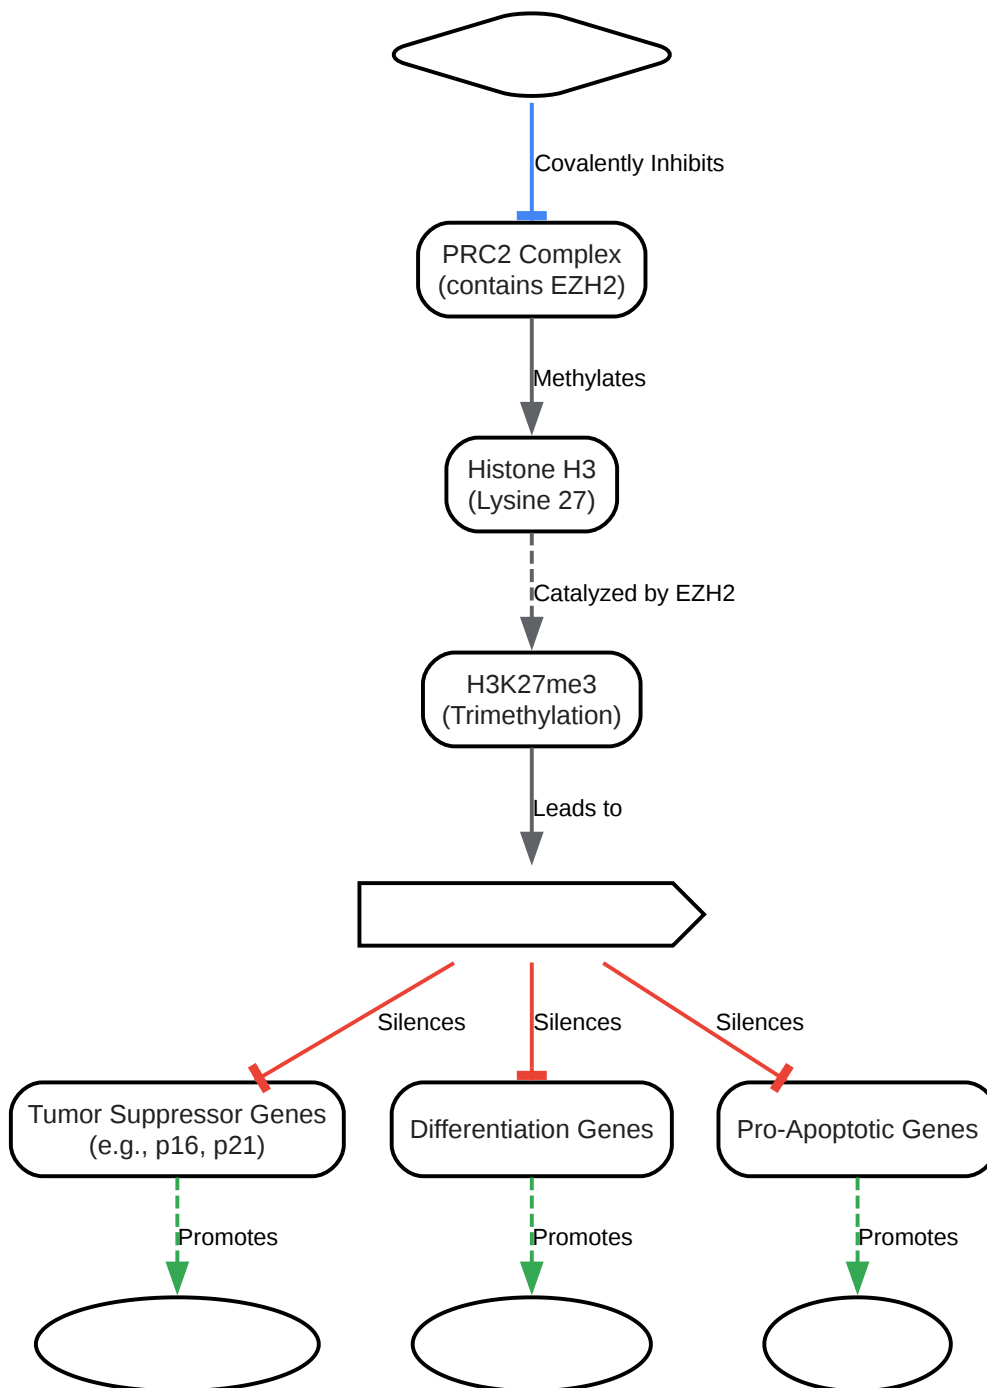 Covalently Inhibits
PRC2 Complex
(contains EZH2)
Methylates
Histone H3
(Lysine 27)
Catalyzed by EZH2
H3K27me3
(Trimethylation)
Leads to
Silences
Silences
Silences
Tumor Suppressor Genes
(e.g., p16, p21)
Differentiation Genes
Pro-Apoptotic Genes
Promotes
Promotes
Promotes